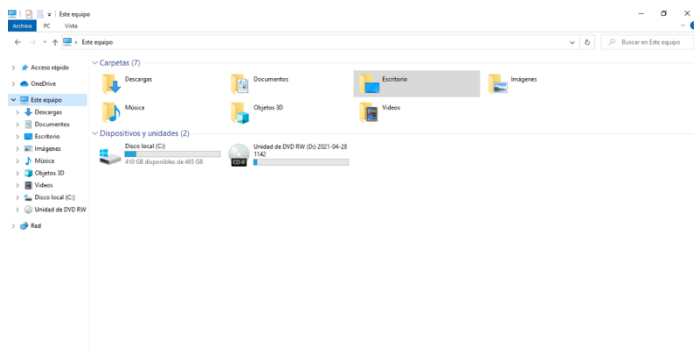 Este equipo
Archivo PC Vista
Este equipo
Buscar en Este equipo
Acceso rápido
OneDrive
Este equipo
Descargas
Documentos
Escritorio
Imágenes
Música
Objetos 3D
Videos
Disco local (C:)
Unidad de DVD RW
Red
Carpetas (7)
Descargas
Documentos
Escritorio
Imágenes
Música
Objetos 3D
Videos
Dispositivos y unidades (2)
Disco local (C:)
410 GB disponibles de 465 GB
Unidad de DVD RW (D:) 2021-04-28
1142
CD-R